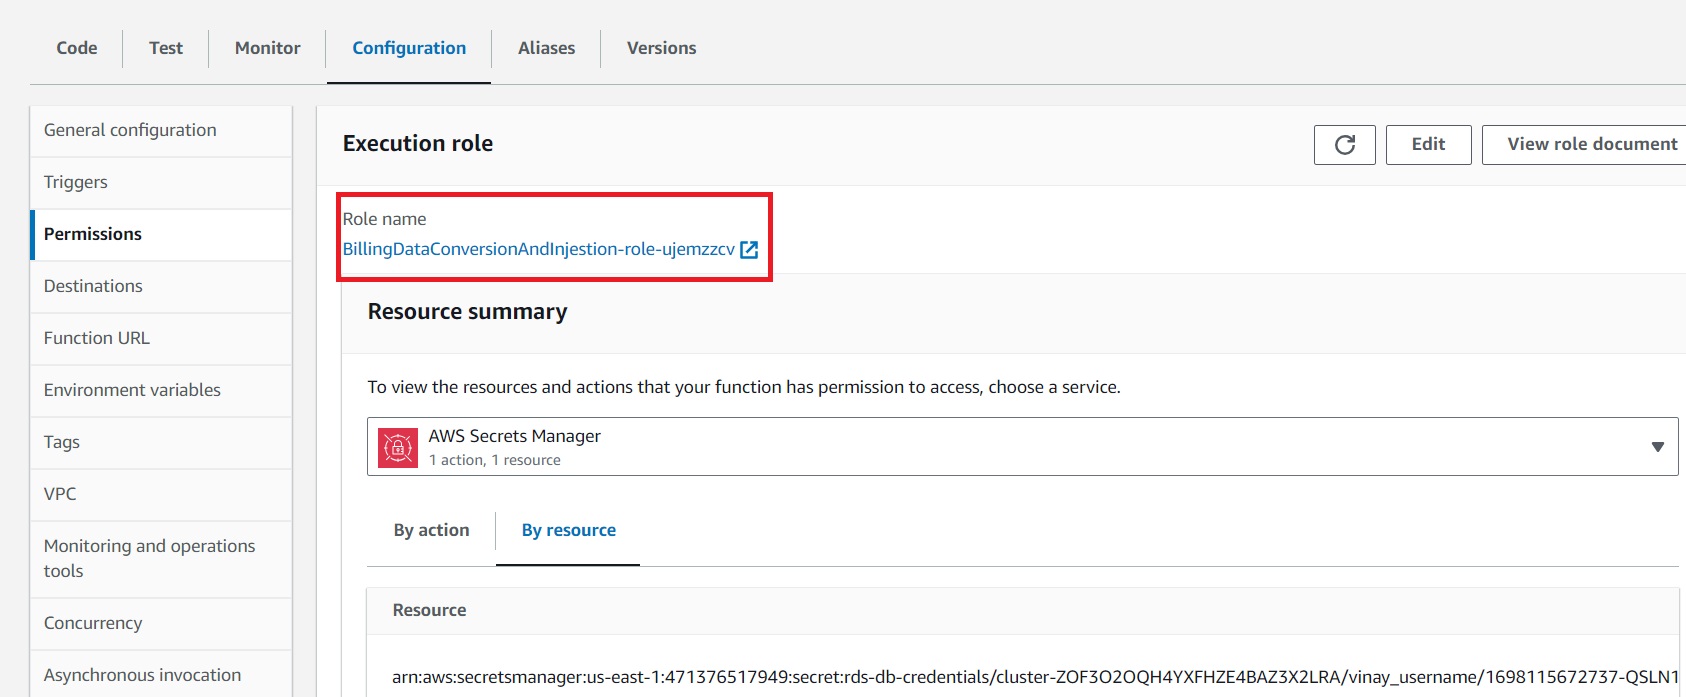 Code
Test
Monitor
Configuration
Aliases
Versions
General configuration
Triggers
Permissions
Destinations
Function URL
Environment variables
Tags
VPC
Monitoring and operations
tools
Concurrency
Asynchronous invocation
Execution role
Edit
View role document
Role name
BillingDataConversionAndInjestion-role-ujemzzcv
Resource summary
To view the resources and actions that your function has permission to access, choose a service.
AWS Secrets Manager
1 action, 1 resource
By action
By resource
Resource
arn:aws:secretsmanager:us-east-1:471376517949:secret:rds-db-credentials/cluster-ZOF3O2OQH4YXFHZE4BAZ3X2LRA/vinay_username/1698115672737-QSLN1